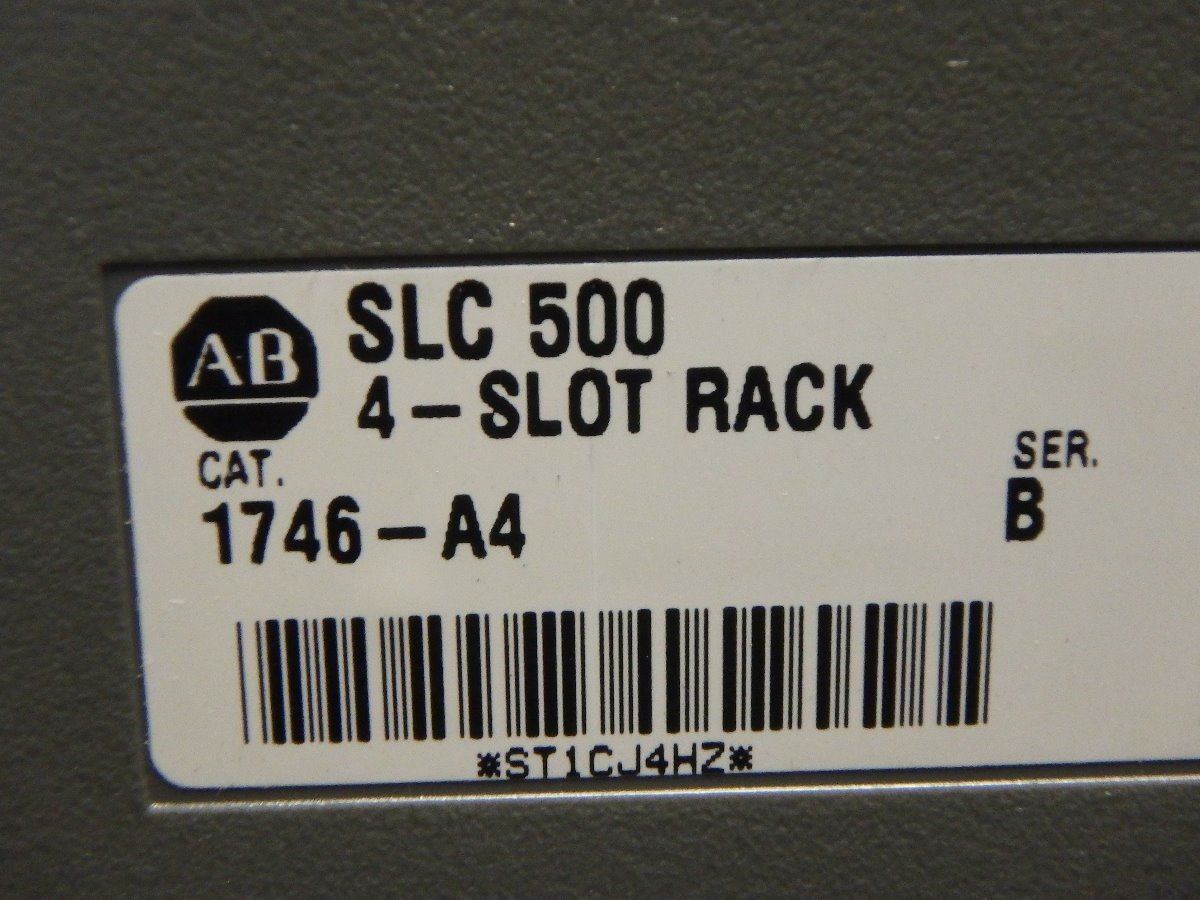 AB
SLC 500
4-SLOT RACK
CAT.
SER.
1746-A4
B
*ST1CJ4HZ*